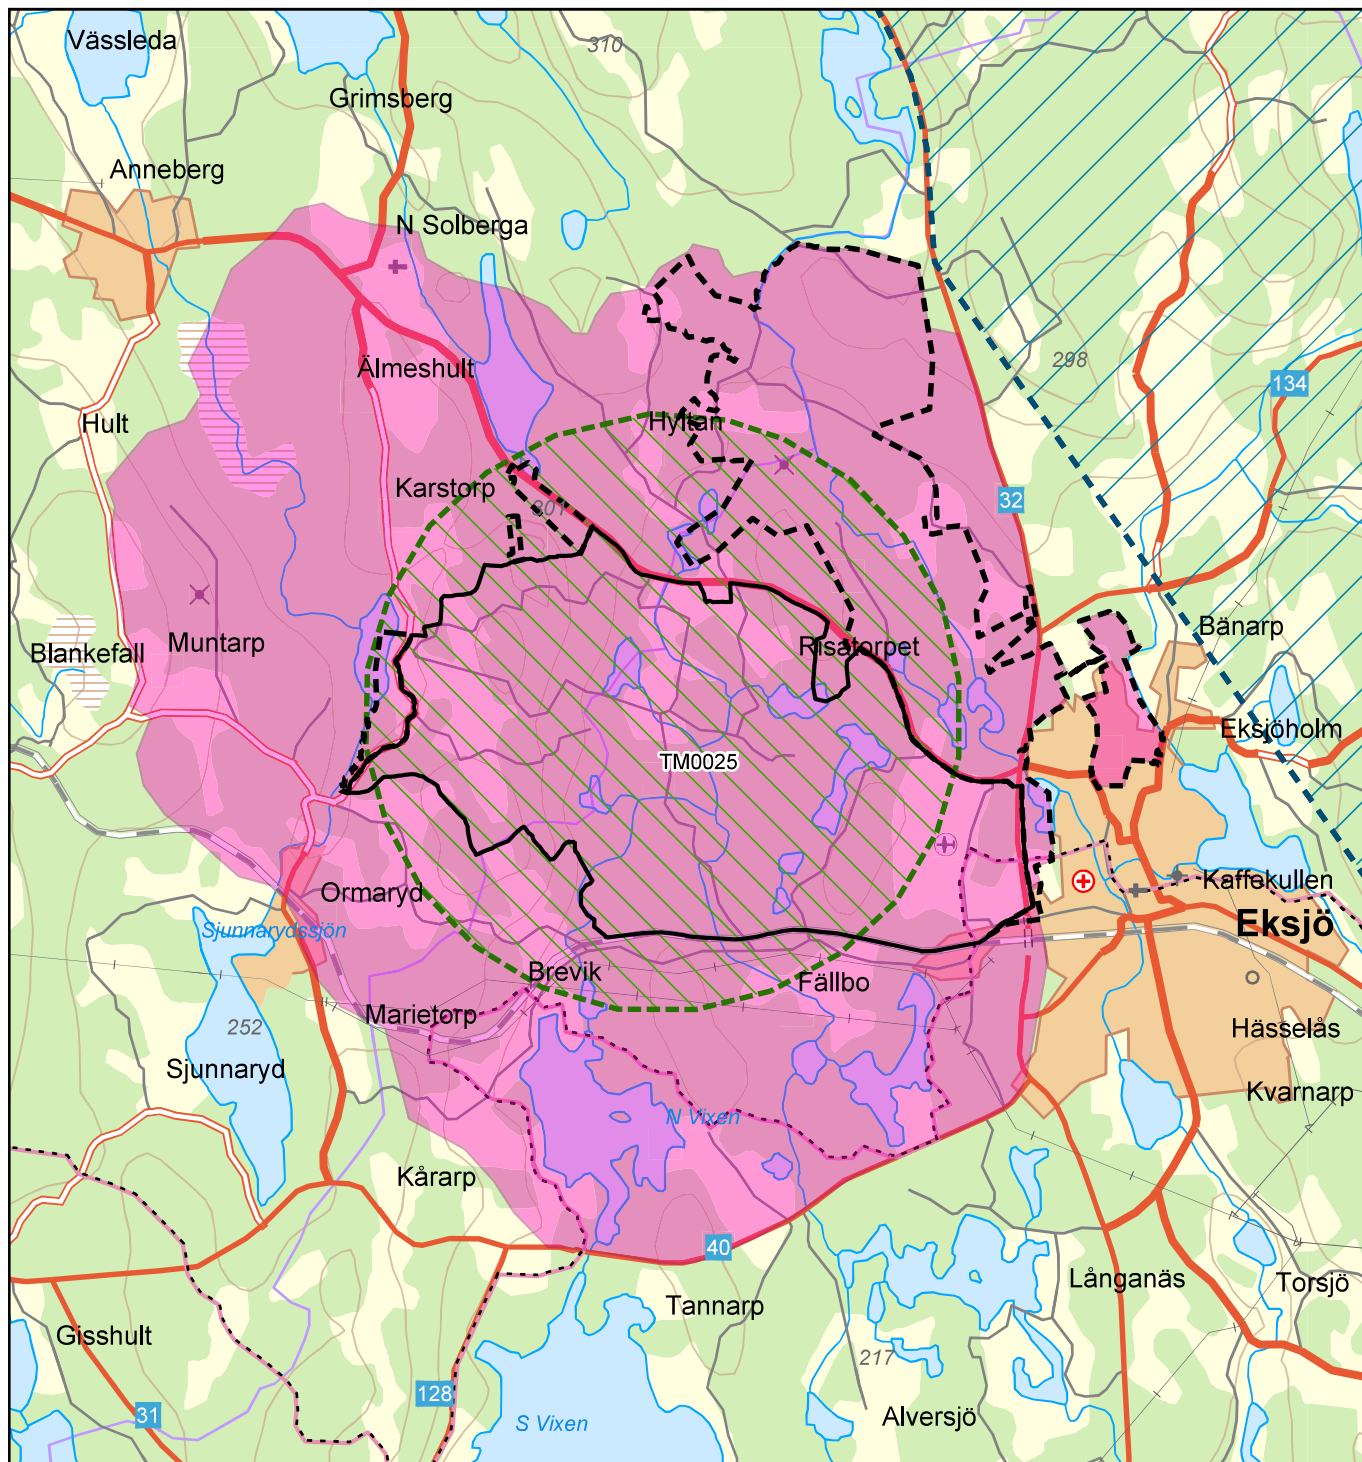 Vässleda
310
Grimsberg
Anneberg
N Solberga
298
Älmeshult
134
Hult
Hyltan
Karstorp
301
32
Bänarp
Muntarp
Blankefall
Risatorpet
Eksjöholm
TM0025
Kaffekullen
Ormaryd
Eksjö
Sjunnarydssjön
Brevik
Fällbo
Marietorp
252
Hässelås
Sjunnaryd
Kvarnarp
N Vixen
Kårarp
40
Långanäs
Torsjö
Tannarp
Gisshult
217
128
31
Alversjö
S Vixen